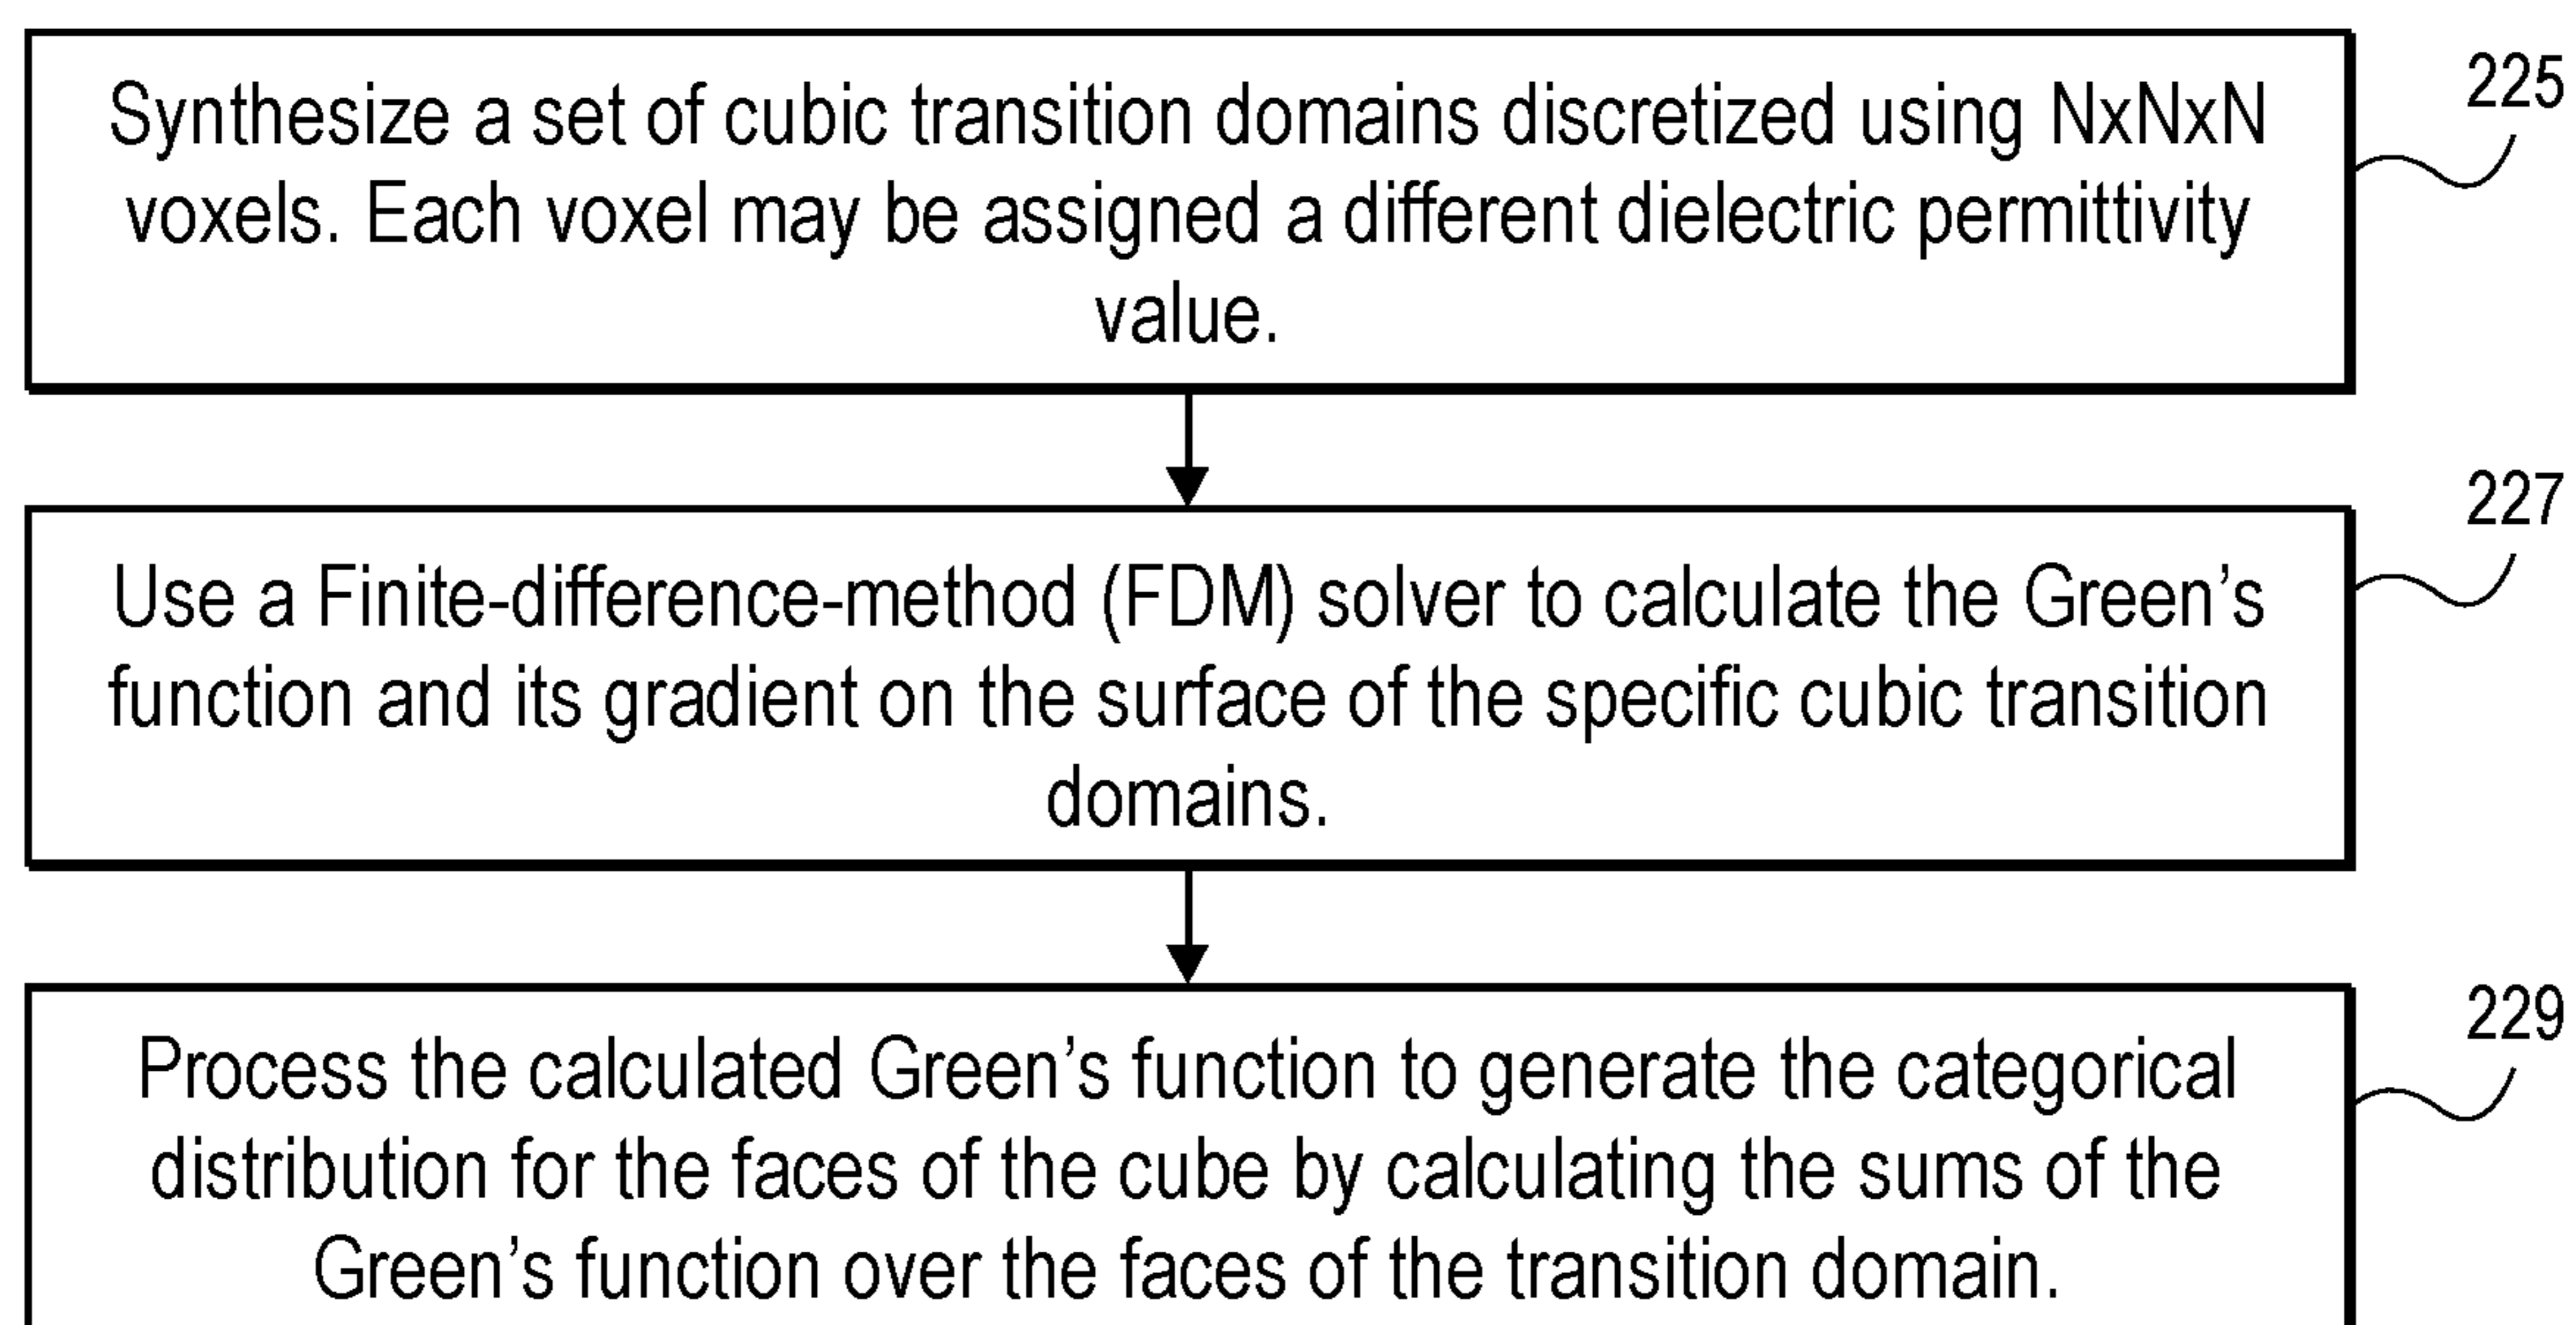 Synthesize a set of cubic transition domains discretized using NxNxN
voxels. Each voxel may be assigned a different dielectric permittivity
value.
225
Use a Finite-difference-method (FDM) solver to calculate the Green’s
function and its gradient on the surface of the specific cubic transition
domains.
227
Process the calculated Green’s function to generate the categorical
distribution for the faces of the cube by calculating the sums of the
Green’s function over the faces of the transition domain.
229